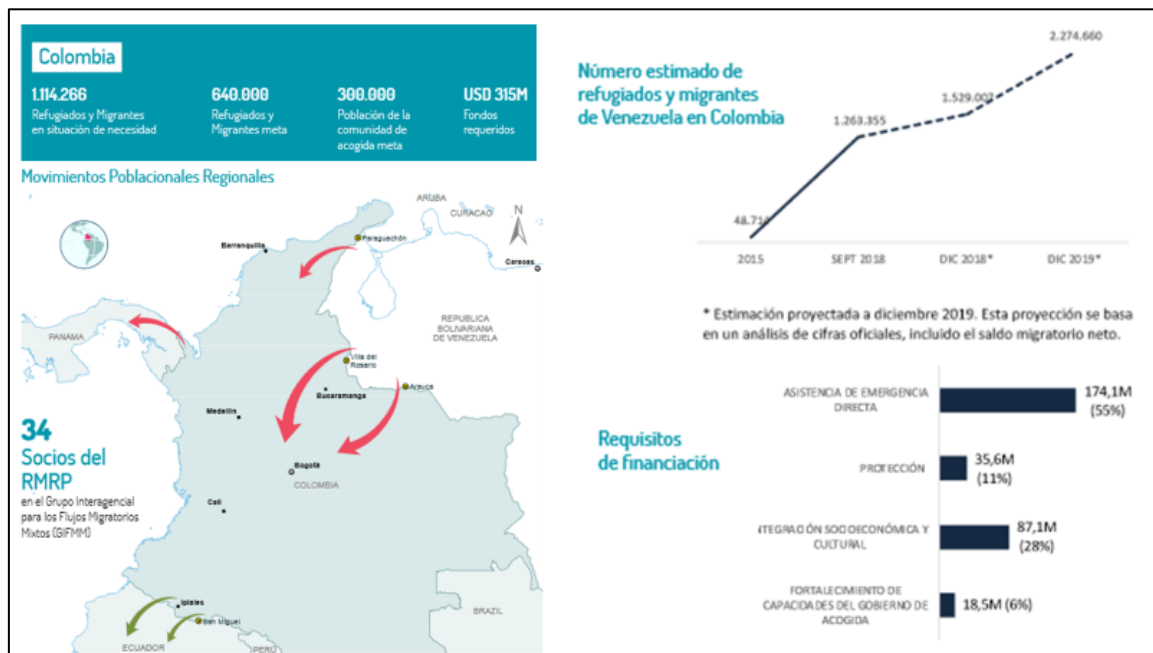 Colombia
1.114.266
Refugiados y Migrantes
en situación de necesidad
640.000
Refugiados y
Migrantes meta
300.000
Población de la
comunidad de
acogida meta
USD 315M
Fondos
requeridos
Movimientos Poblacionales Regionales
ARUBA
CURACAO
N
Barranquilla
Paraguachón
Caracas
PANAMA
REPUBLICA
BOLIVARIANA
DE VENEZUELA
Villa del
Rosario
Arauca
Bucaramanga
Medellín
Bogotá
COLOMBIA
Cali
34
Socios del
RMRP
en el Grupo Interagencial
para los Flujos Migratorios
Mixtos (GIFMM)
Ipiales
San Miguel
ECUADOR
PERÚ
BRAZIL
Número estimado de
refugiados y migrantes
de Venezuela en Colombia
2.274.660
1.529.007
1.263.355
2015
SEPT 2018
DIC 2018*
DIC 2019*
* Estimación proyectada a diciembre 2019. Esta proyección se basa
en un análisis de cifras oficiales, incluido el saldo migratorio neto.
Requisitos
de financiación
ASISTENCIA DE EMERGENCIA
DIRECTA
174,1M
(55%)
PROTECCIÓN
35,6M
(11%)
NTEGRACIÓN SOCIOECONÓMICA Y
CULTURAL
87,1M
(28%)
FORTALECIMIENTO DE
CAPACIDADES DEL GOBIERNO DE
ACOGIDA
18,5M (6%)